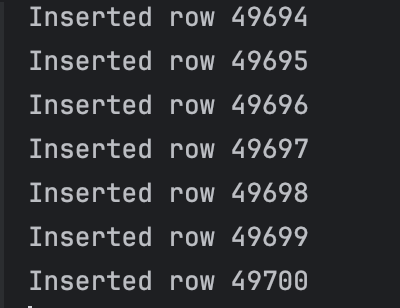 Inserted row 49694
Inserted row 49695
Inserted row 49696
Inserted row 49697
Inserted row 49698
Inserted row 49699
Inserted row 49700